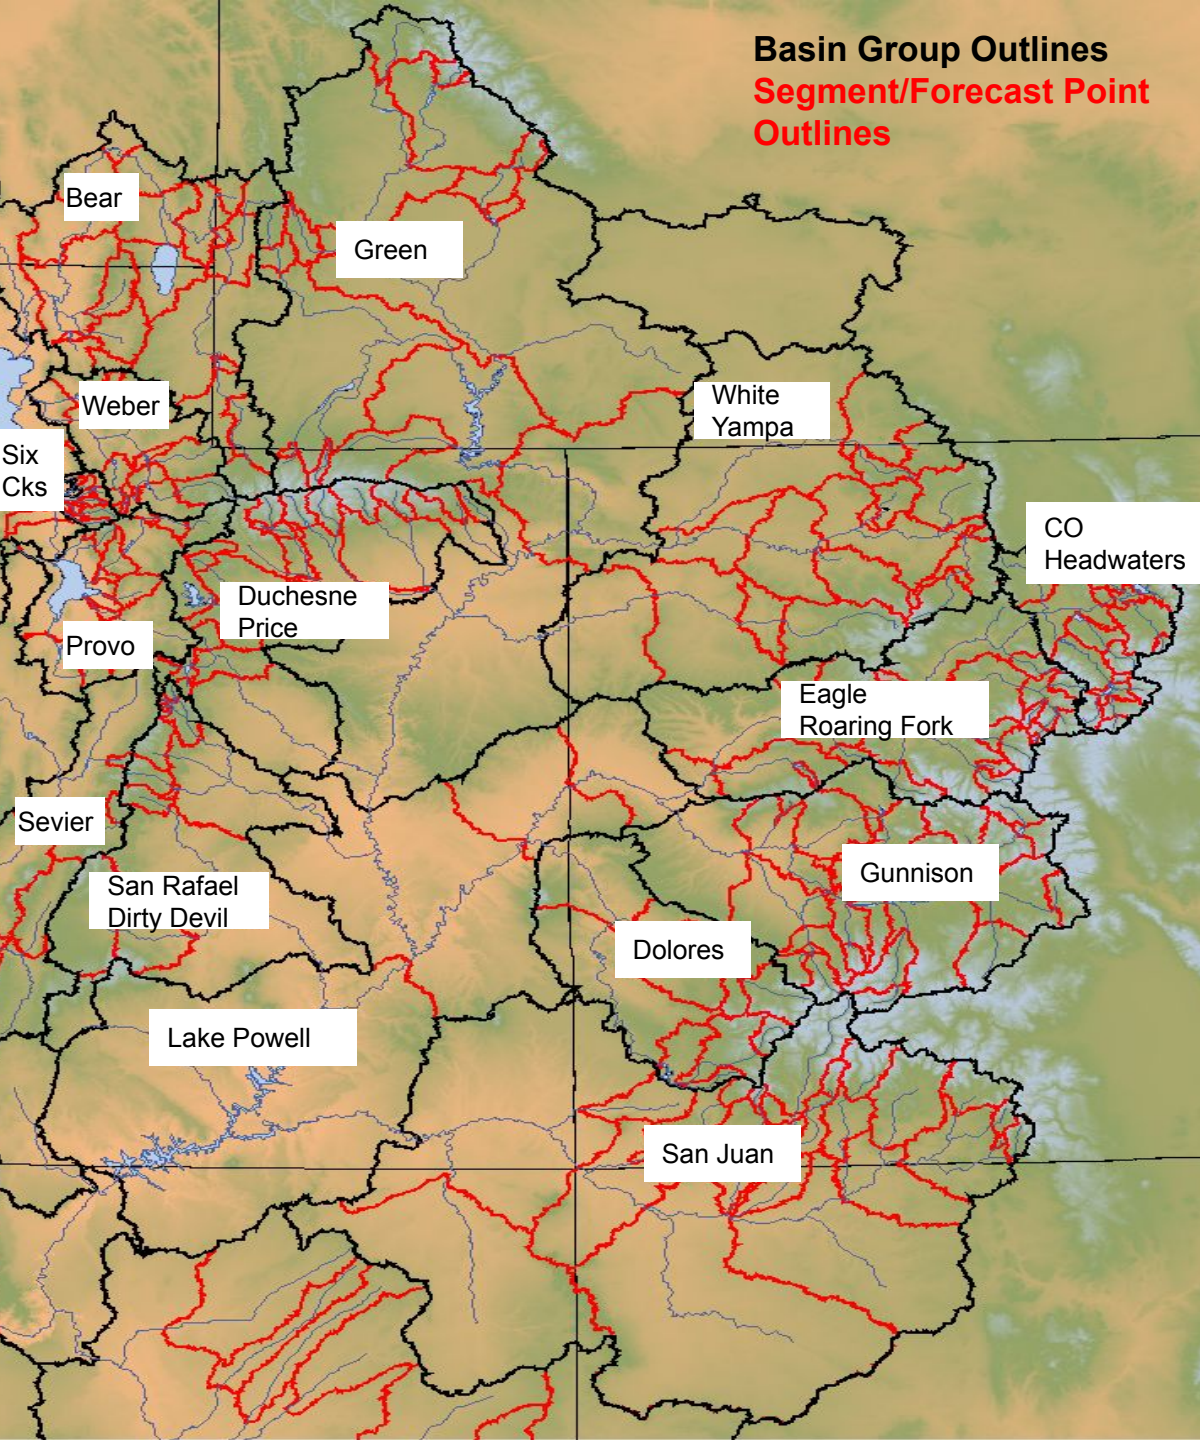 Basin Group Outlines
Segment/Forecast Point
Outlines
Bear
Green
White
Yampa
Weber
Six
Cks
CO
Headwaters
Duchesne
Price
Provo
Eagle
Roaring Fork
Sevier
San Rafael
Dirty Devil
Gunnison
Dolores
Lake Powell
San Juan